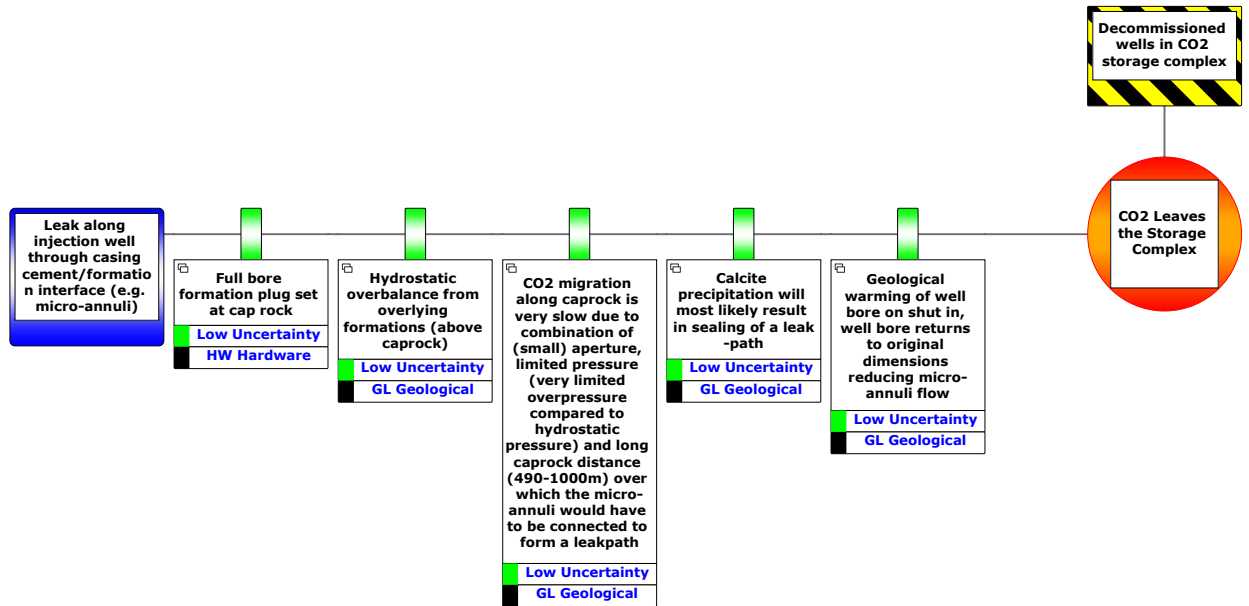 Decommissioned
wells in CO2
storage complex
Leak along
injection well
through casing
cement/formatio
n interface (e.g.
micro-annuli)
CO2 Leaves
the Storage
Complex
Full bore
formation plug set
at cap rock
Low Uncertainty
HW Hardware
Hydrostatic
overbalance from
overlying
formations (above
caprock)
Low Uncertainty
GL Geological
CO2 migration
along caprock is
very slow due to
combination of
(small) aperture,
limited pressure
(very limited
overpressure
compared to
hydrostatic
pressure) and long
caprock distance
(490-1000m) over
which the micro-
annuli would have
to be connected to
form a leakpath
Low Uncertainty
GL Geological
Calcite
precipitation will
most likely result
in sealing of a leak
-path
Low Uncertainty
GL Geological
Geological
warming of well
bore on shut in,
well bore returns
to original
dimensions
reducing micro-
annuli flow
Low Uncertainty
GL Geological